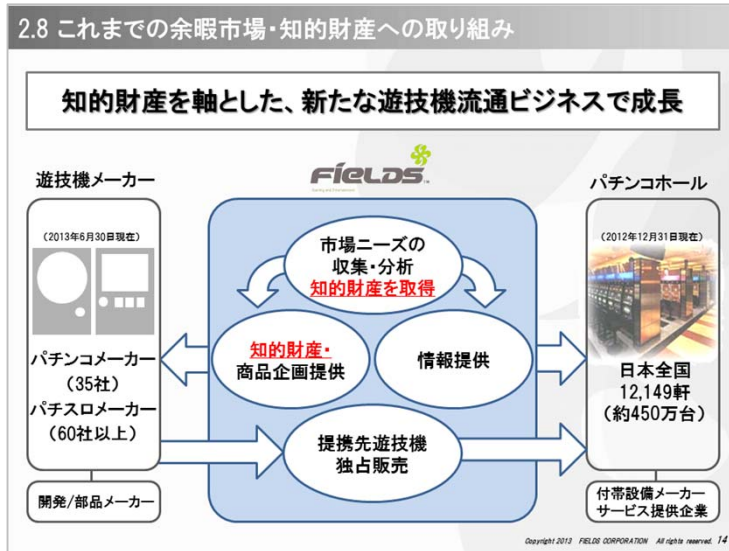 2.8 これまでの余暇市場・知的財産への取り組み
知的財産を軸とした、新たな遊技機流通ビジネスで成長
FIELDS
遊技機メーカー
(2013年6月30日現在)
パチンコメーカー
(35社)
パチスロメーカー
(60社以上)
開発/部品メーカー
市場ニーズの
収集・分析
知的財産を取得
知的財産・
商品企画提供
情報提供
提携先遊技機
独占販売
パチンコホール
(2012年12月31日現在)
日本全国
12,149軒
(約450万台)
付帯設備メーカー
サービス提供企業
Copyright 2013 FIELDS CORPORATION All rights reserved. 14